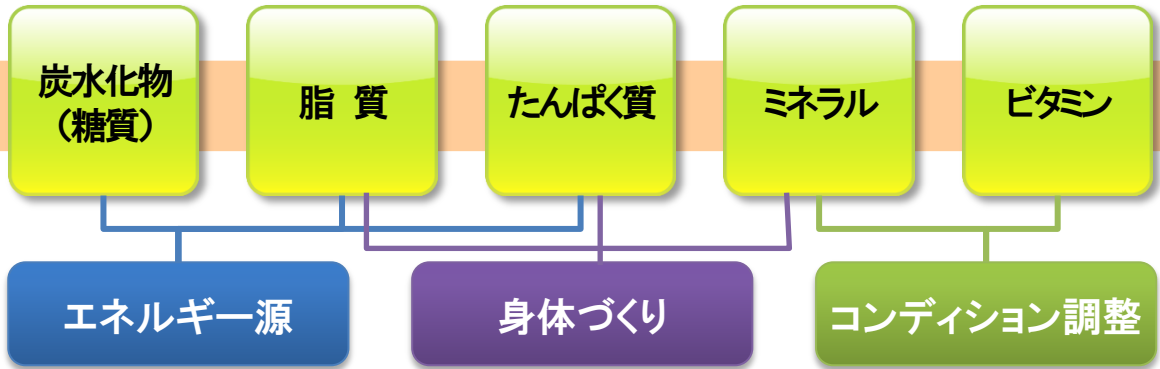 炭水化物
（糖質）
脂 質
たんぱく質
ミネラル
ビタミン
エネルギー源
身体づくり
コンディション調整